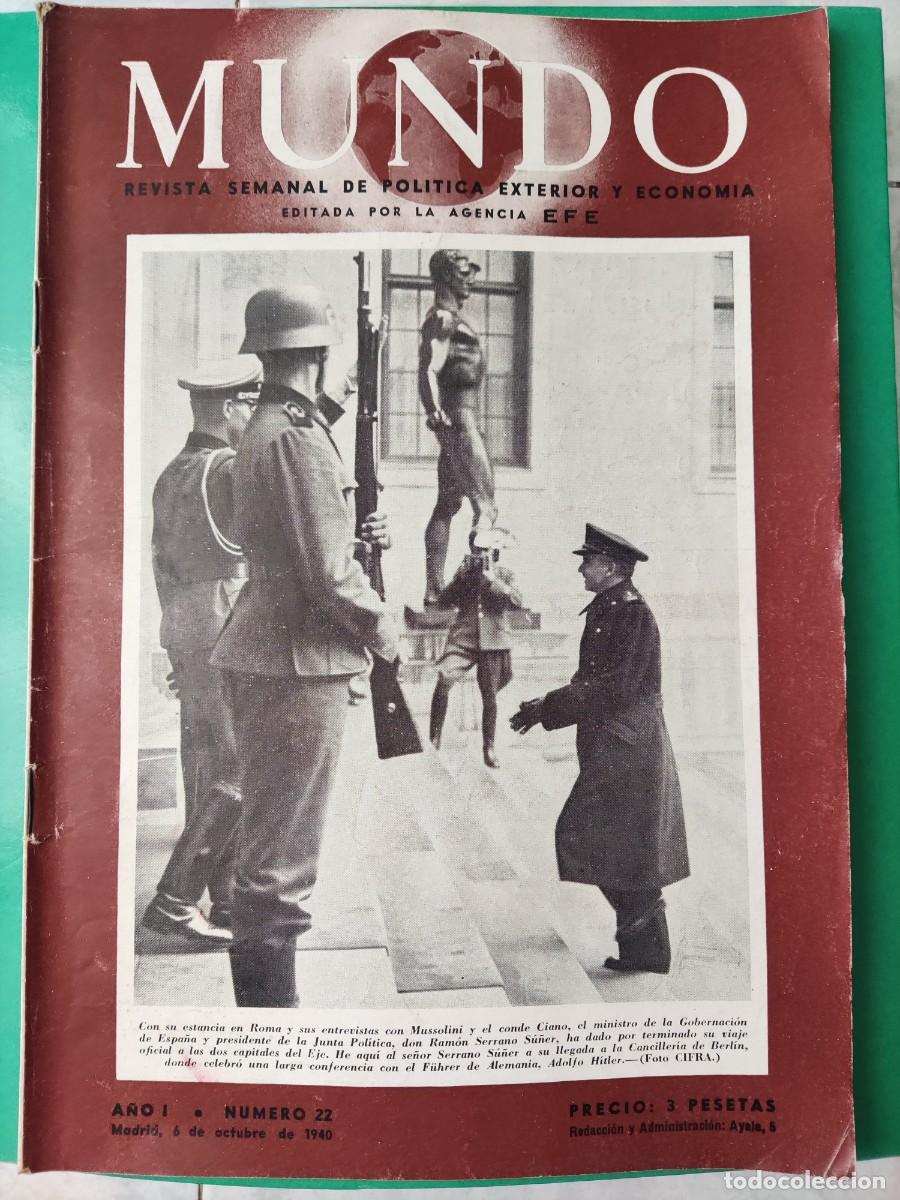 MUNDO
REVISTA SEMANAL DE POLITICA EXTERIOR Y ECONOMIA
EDITADA POR LA AGENCIA EFE
Con su estancia en Roma y sus entrevistas con Mussolini y el conde Ciano, el ministro de la Gobernación
de España y presidente de la Junta Política, don Ramón Serrano Súñer, ha dado por terminado su viaje
oficial a las dos capitales del Eje. He aquí al señor Serrano Súñer a su llegada a la Cancillería de Berlín,
donde celebró una larga conferencia con el Führer de Alemania, Adolfo Hitler.—(Foto CIFRA.)
AÑO I • NUMERO 22
Madrid, 6 de octubre de 1940
PRECIO: 3 PESETAS
Redacción y Administración: Ayala, 5
todocoleccion